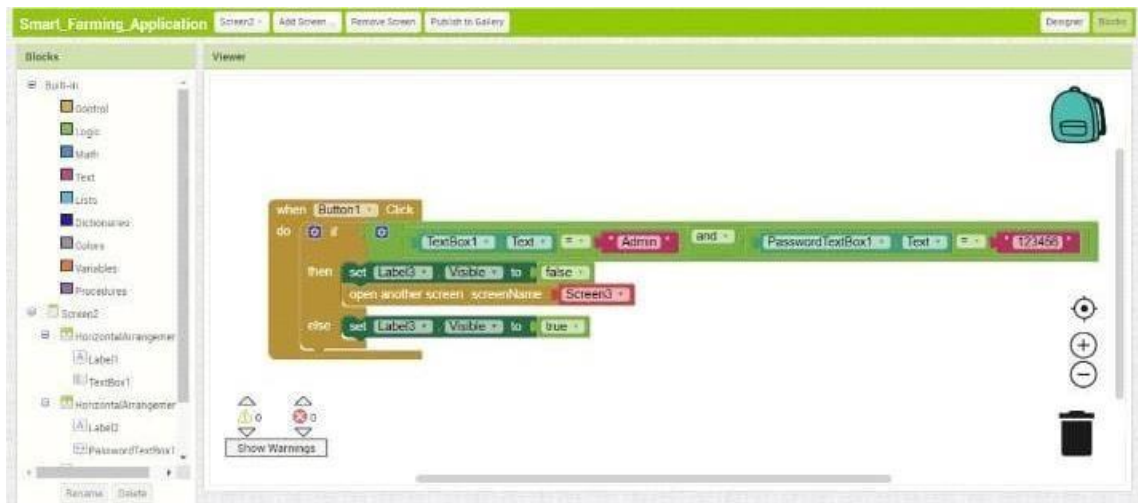 Smart_Farming_Application Screen2 Add Screen ... Remove Screen Publish to Gallery Designer Blocks
Blocks
Viewer
Built-in
Control
Logic
Math
Text
Lists
Dictionaries
Colors
Variables
Procedures
Screen2
HorizontalArrangemer
Label1
TextBox1
HorizontalArrangemer
Label2
PasswordTextBox1
Rename Delete
when Button1 Click
do if TextBox1 Text = " Admin " and PasswordTextBox1 Text = " 123456 "
then set Label3 Visible to false
open another screen screenName Screen3
else set Label3 Visible to true
0 0
Show Warnings